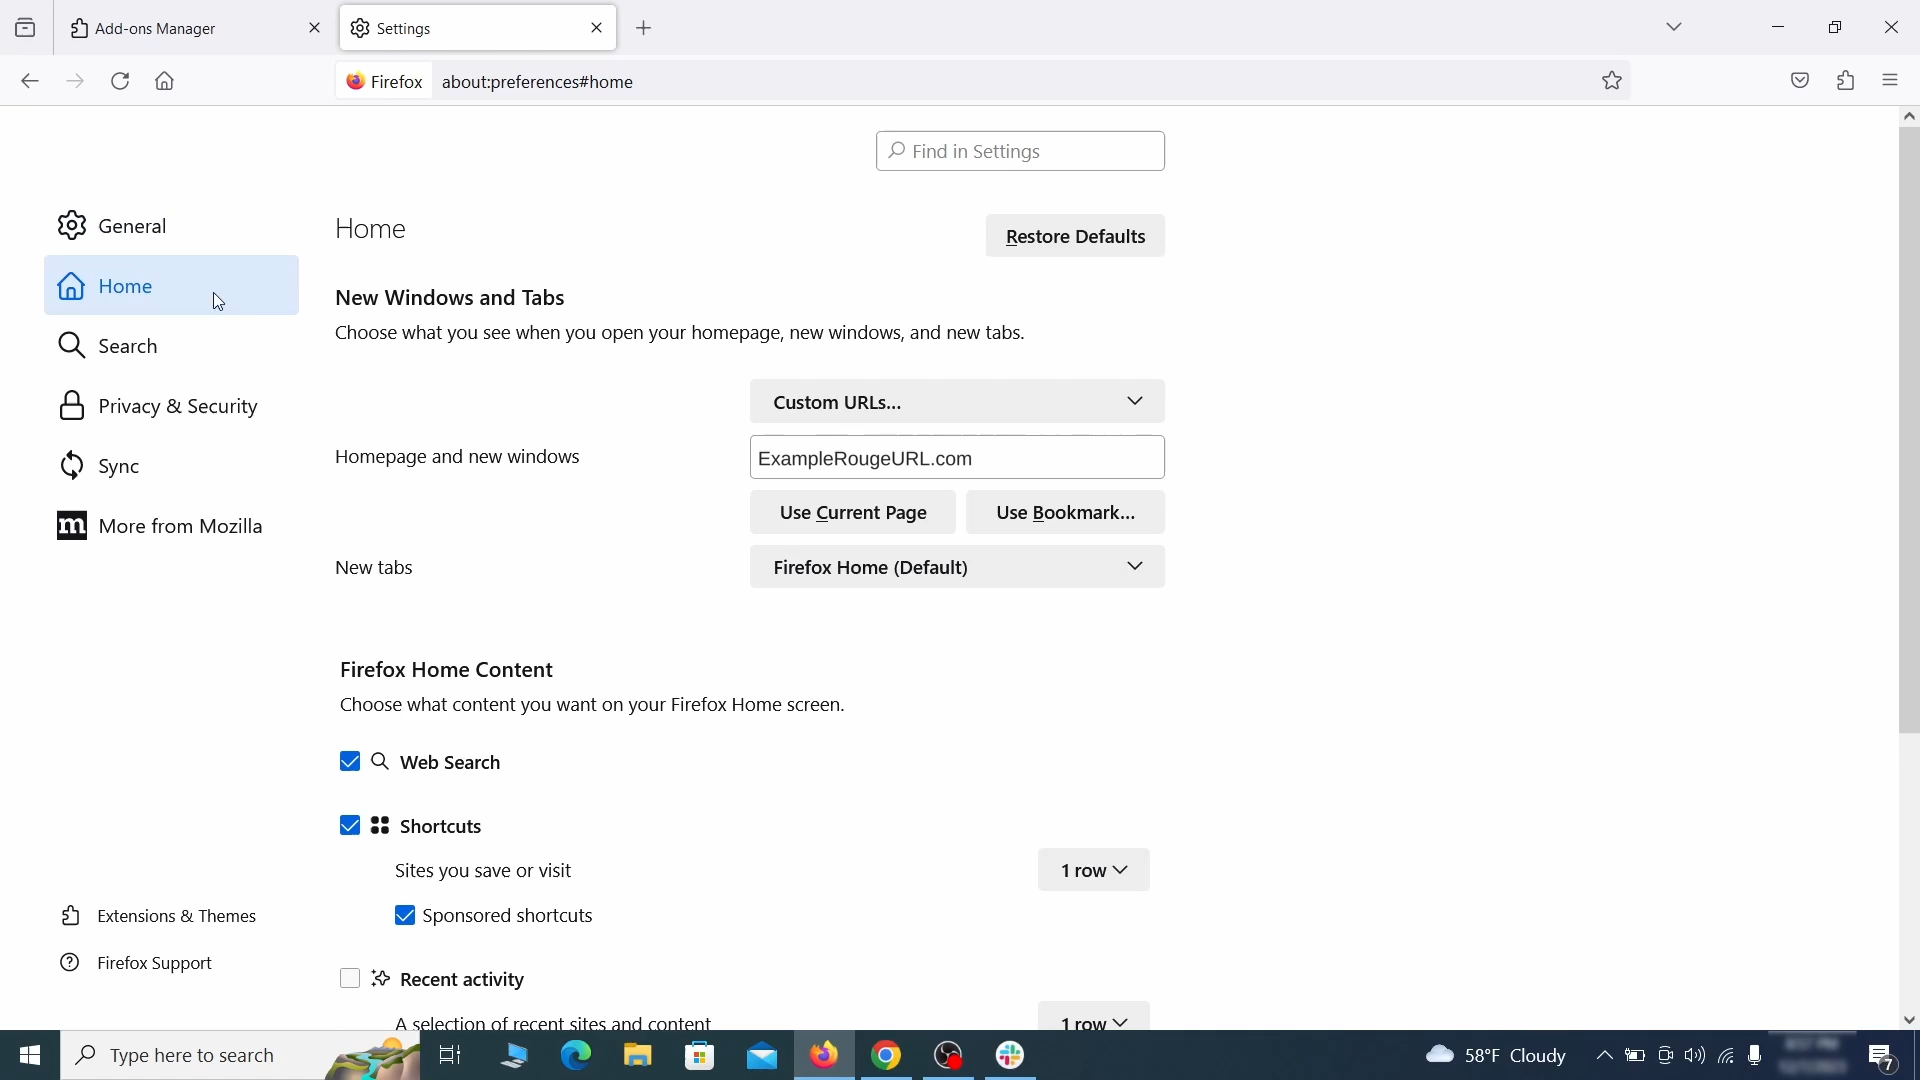 Add-ons Manager
Settings
Firefox
about:preferences#home
Find in Settings
General
Home
Search
Privacy & Security
Sync
More from Mozilla
Extensions & Themes
Firefox Support
Home
Restore Defaults
New Windows and Tabs
Choose what you see when you open your homepage, new windows, and new tabs.
Custom URLs...
Homepage and new windows
ExampleRougeURL.com
Use Current Page
Use Bookmark...
New tabs
Firefox Home (Default)
Firefox Home Content
Choose what content you want on your Firefox Home screen.
Web Search
Shortcuts
Sites you save or visit
1 row
Sponsored shortcuts
Recent activity
A selection of recent sites and content
1 row
Type here to search
58°F Cloudy
7